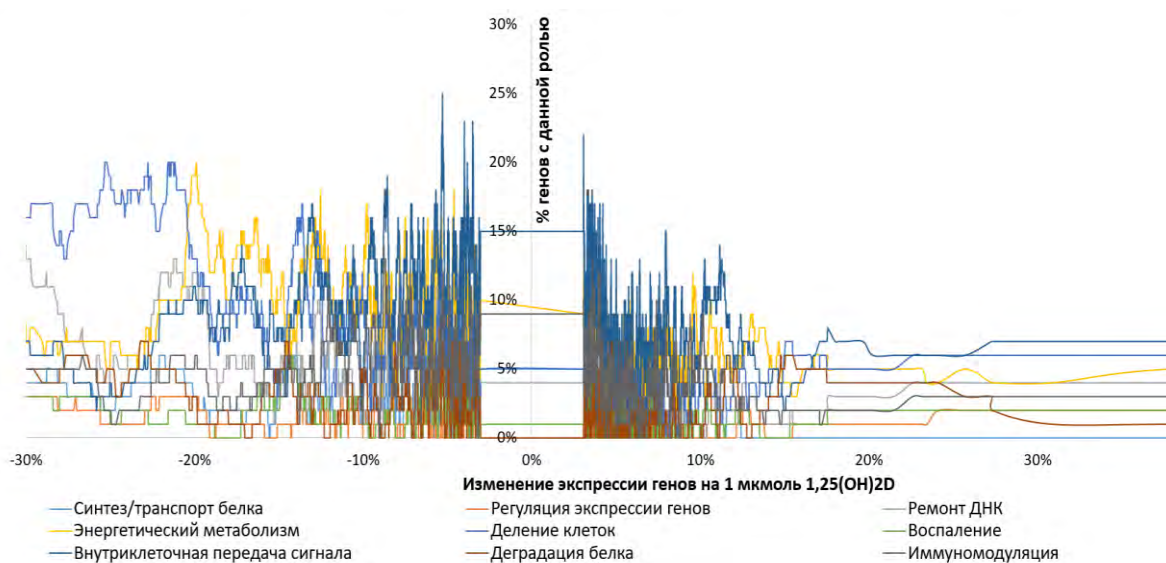 30%
25%
20%
15%
10%
5%
0%
% генов с данной ролью
-30%
-20%
-10%
0%
10%
20%
30%
Изменение экспрессии генов на 1 мкмоль 1,25(OH)2D
Синтез/транспорт белка
Регуляция экспрессии генов
Ремонт ДНК
Энергетический метаболизм
Деление клеток
Воспаление
Внутриклеточная передача сигнала
Деградация белка
Иммуномодуляция